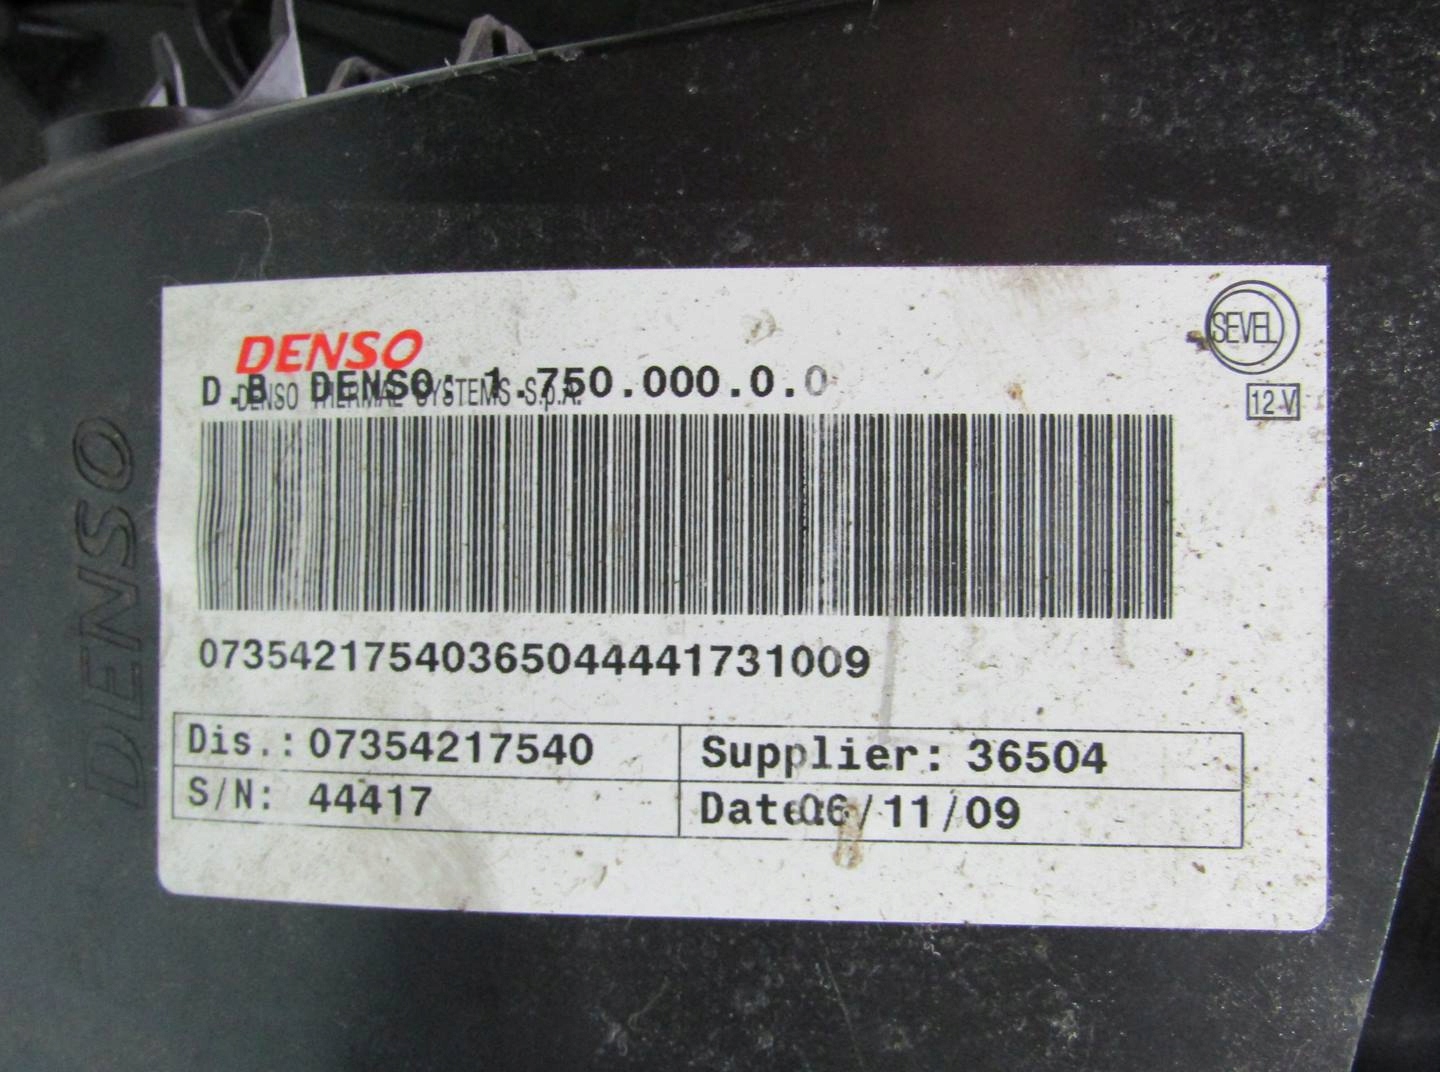 DENSO
SEVEL
D.B DENSO: 1.750.000.0.0
DENSO THERMAL SYSTEMS S.p.A.
12 V
073542175403650444441731009
Dis.: 07354217540 Supplier: 36504
S/N: 44417 Date: 06/11/09
DENSO